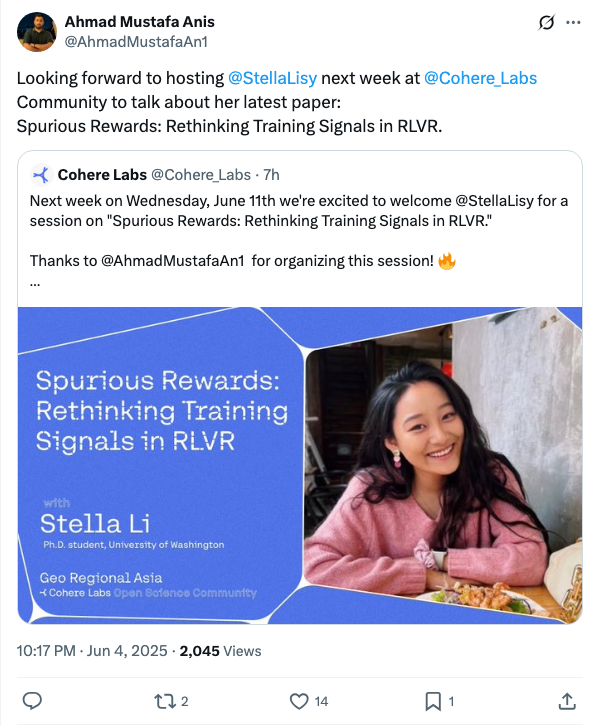 Ahmad Mustafa Anis
@AhmadMustafaAn1
Looking forward to hosting @StellaLisy next week at @Cohere_Labs
Community to talk about her latest paper:
Spurious Rewards: Rethinking Training Signals in RLVR.
Cohere Labs @Cohere_Labs · 7h
Next week on Wednesday, June 11th we're excited to welcome @StellaLisy for a
session on "Spurious Rewards: Rethinking Training Signals in RLVR."
Thanks to @AhmadMustafaAn1 for organizing this session! 🔥
...
Spurious Rewards:
Rethinking Training
Signals in RLVR
with
Stella Li
Ph.D. student, University of Washington
Geo Regional Asia
Cohere Labs Open Science Community
10:17 PM · Jun 4, 2025 · 2,045 Views
2 14 1